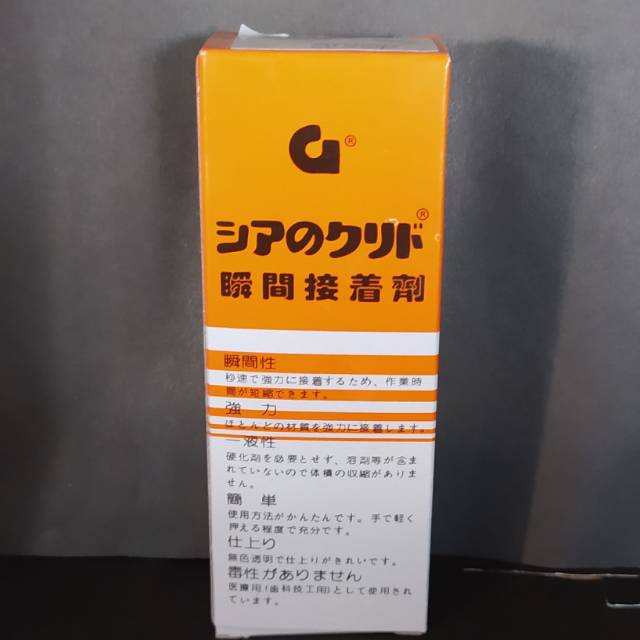 シアのクリド®
瞬間接着剤
瞬間性
秒速で強力に接着するため、作業時
間が短縮できます。
強力
ほとんどの材質を強力に接着します。
一液性
硬化剤を必要とせず、溶剤等が含ま
れていないので体積の収縮がありま
せん。
簡単
使用方法がかんたんです。手で軽く
押える程度で充分です。
仕上り
無色透明で仕上りがきれいです。
毒性がありません
医療用(歯科技工用)として使用され
ています。